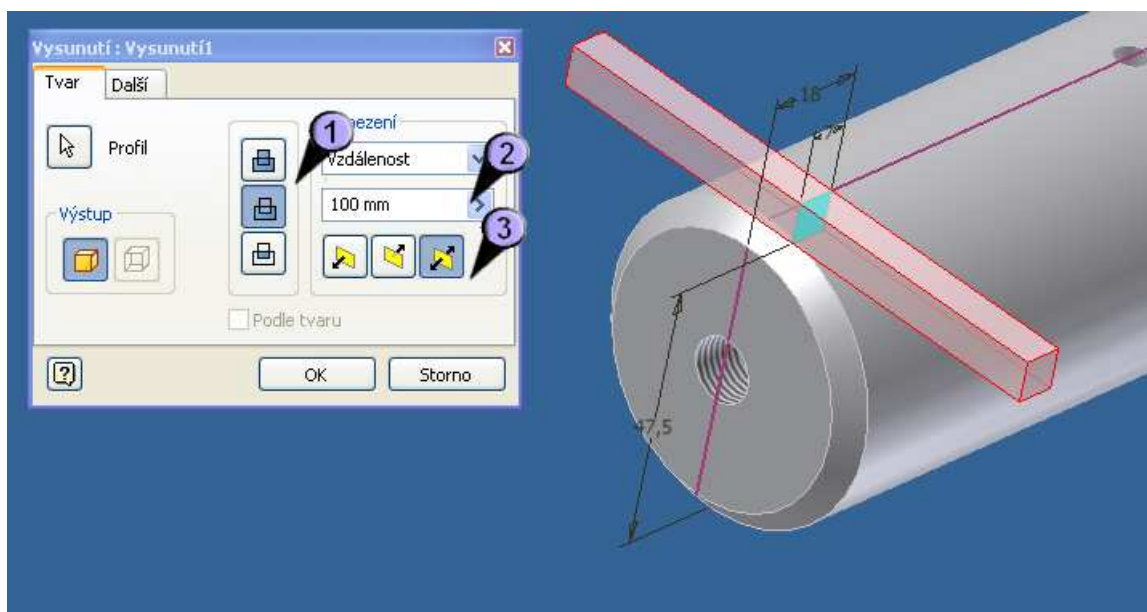 Vysunutí : Vysunutí1
Tvar
Další
Profil
1
Vzdálenost
2
Výstup
100 mm
3
Podle tvaru
OK
Storno
18
47,5